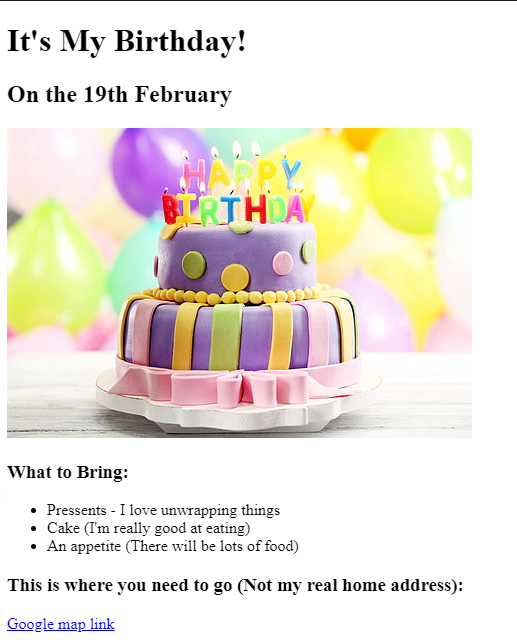 It's My Birthday!
On the 19th February
HAPPY
BIRTHDAY
What to Bring:
Pressents - I love unwrapping things
Cake (I'm really good at eating)
An appetite (There will be lots of food)
This is where you need to go (Not my real home address):
Google map link